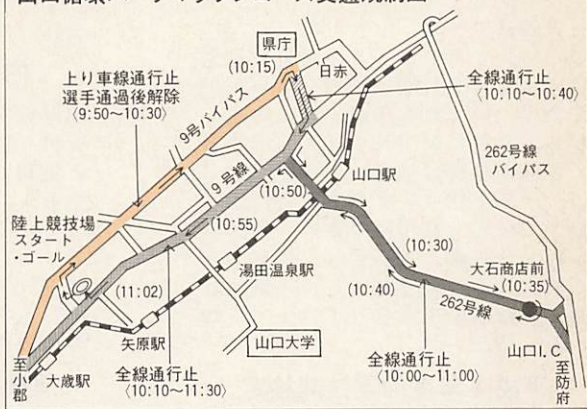 県庁
(10:15)
日赤
上り車線通行止
選手通過後解除
〈9:50～10:30〉
全線通行止
〈10:10～10:40〉
9号バイパス
9号線
262号線
バイパス
山口駅
(10:50)
陸上競技場
スタート
・ゴール
(10:55)
(10:30)
湯田温泉駅
大石商店前
(10:35)
(11:02)
(10:40)
262号線
矢原駅
山口大学
山口I.C
至小郡
大歳駅
全線通行止
〈10:10～11:30〉
全線通行止
〈10:00～11:00〉
至防府